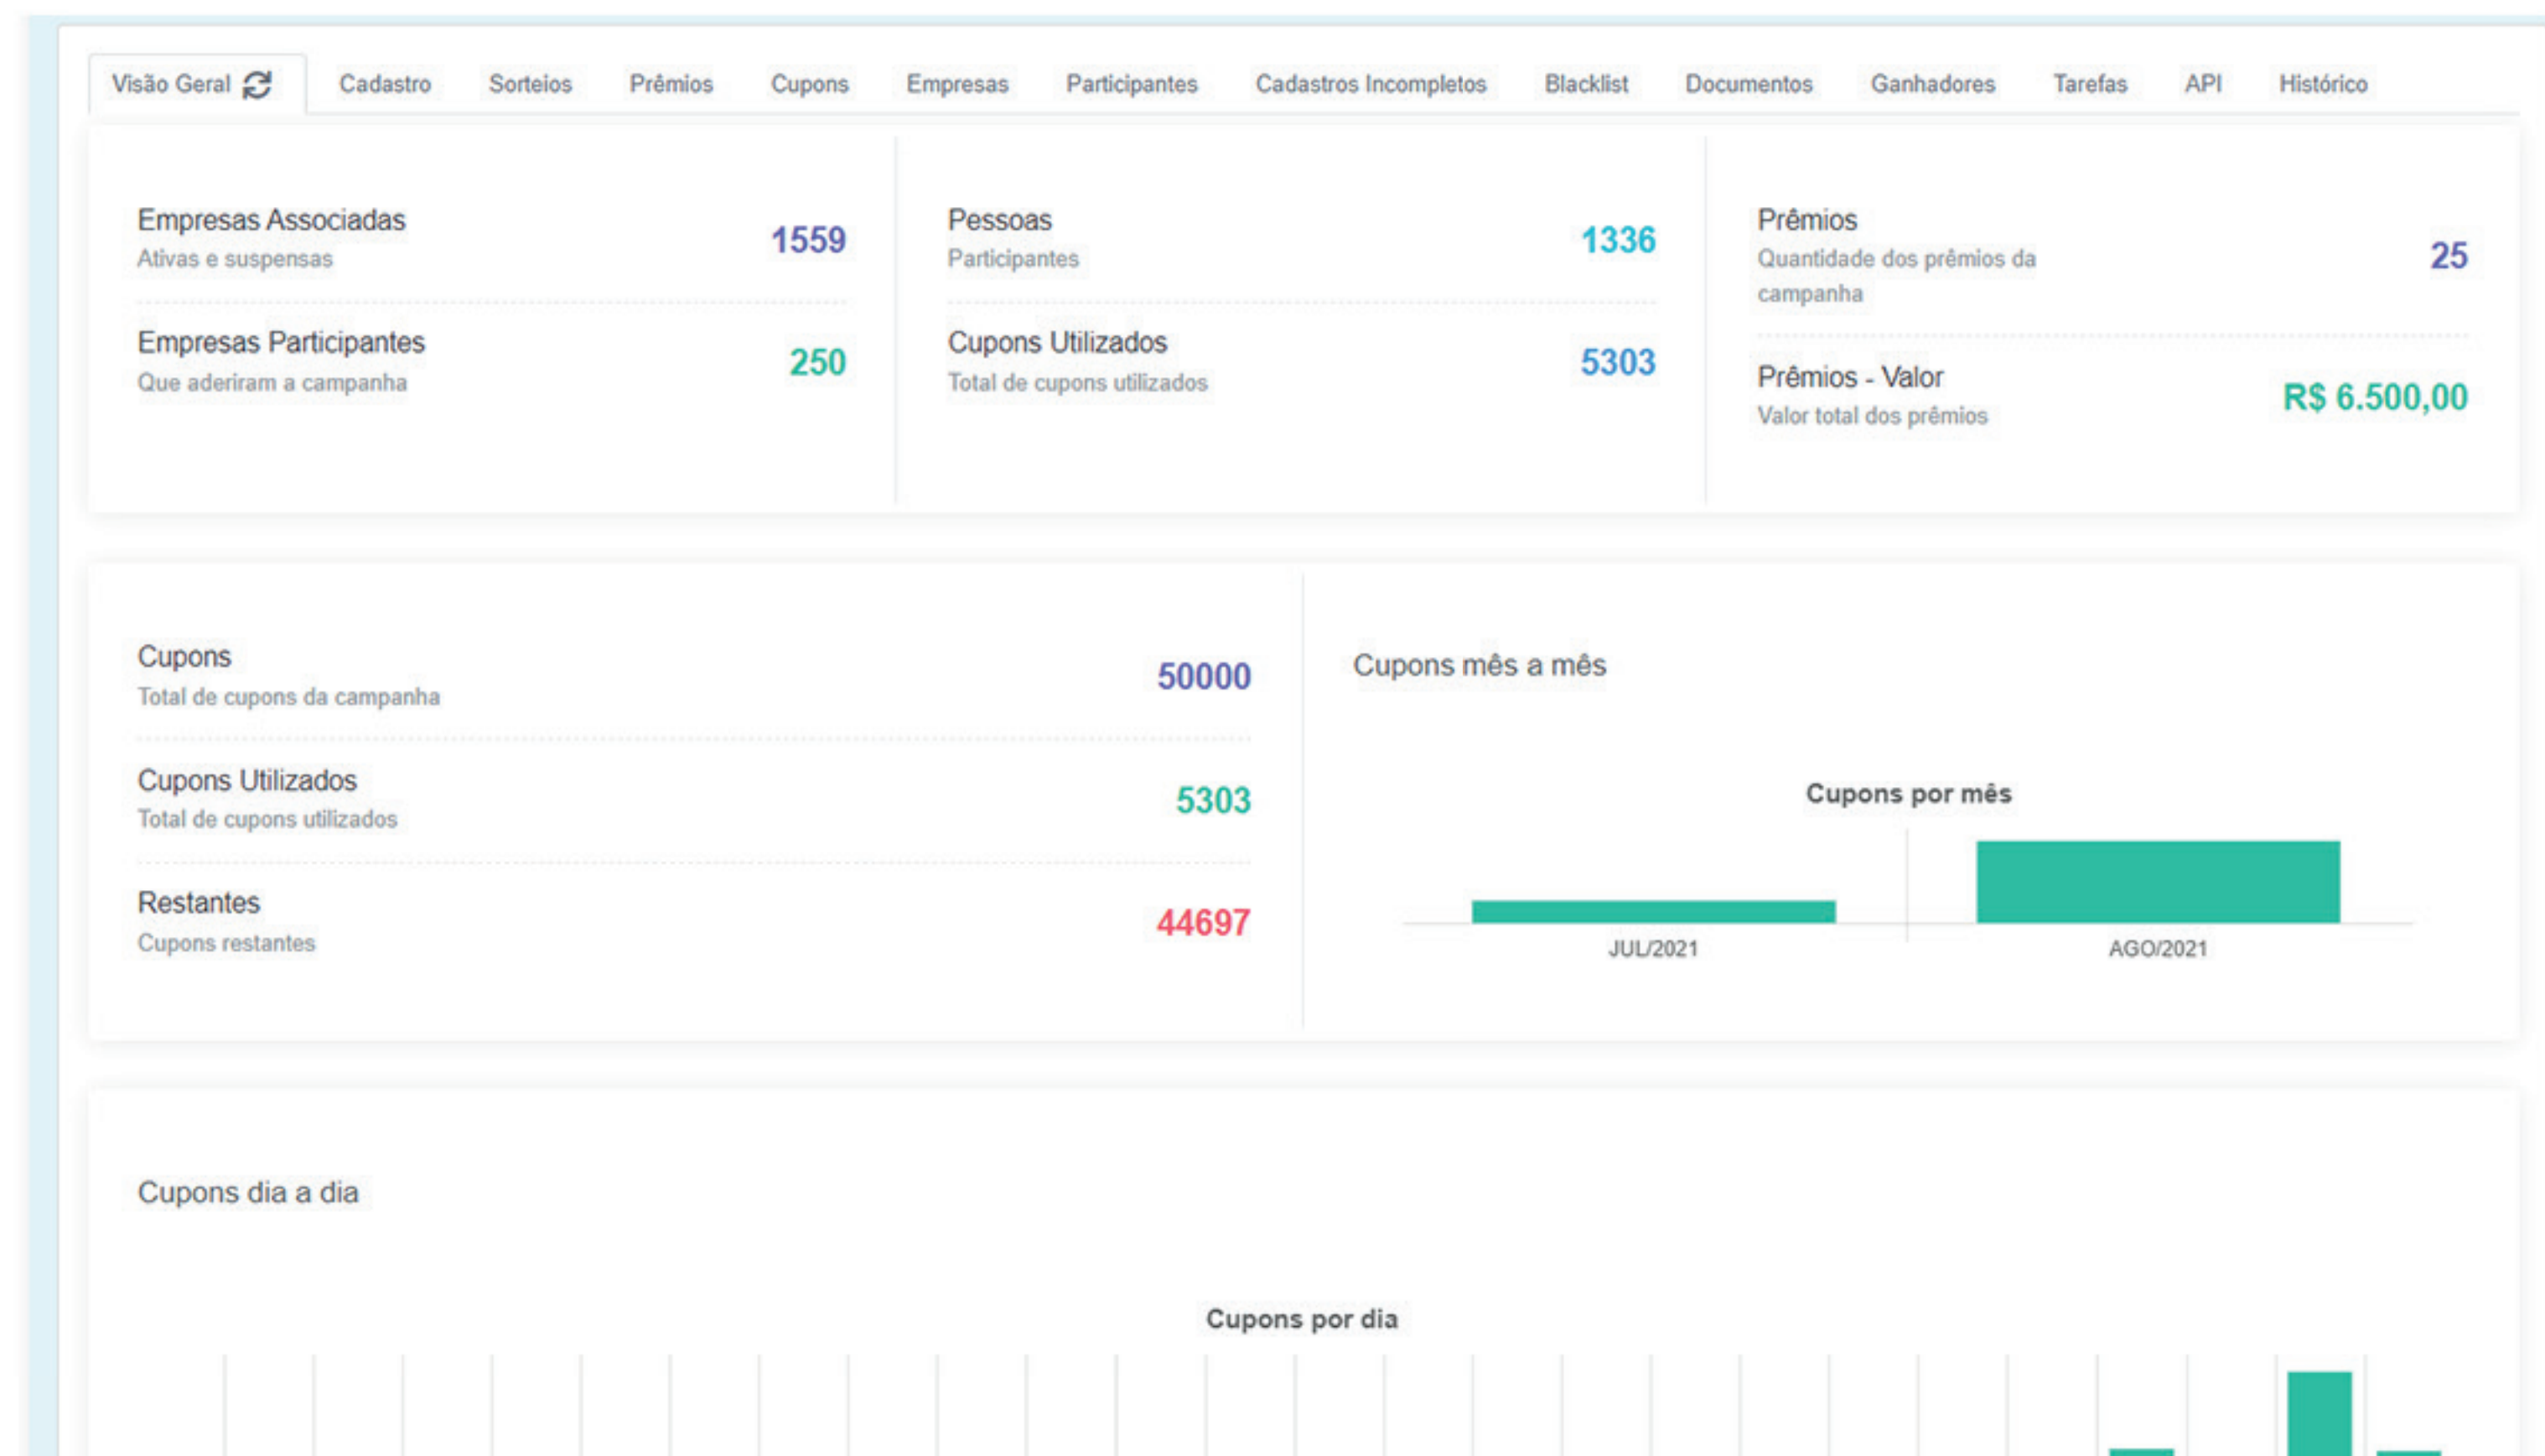 Visão Geral Cadastro Sorteios Prêmios Cupons Empresas Participantes Cadastros Incompletos Blacklist Documentos Ganhadores Tarefas API Histórico
Empresas Associadas
Ativas e suspensas
1559
Empresas Participantes
Que aderiram a campanha
250
Pessoas
Participantes
1336
Cupons Utilizados
Total de cupons utilizados
5303
Prêmios
Quantidade dos prêmios da
campanha
25
Prêmios - Valor
Valor total dos prêmios
R$ 6.500,00
Cupons
Total de cupons da campanha
50000
Cupons Utilizados
Total de cupons utilizados
5303
Restantes
Cupons restantes
44697
Cupons mês a mês
Cupons por mês
JUL/2021 AGO/2021
Cupons dia a dia
Cupons por dia